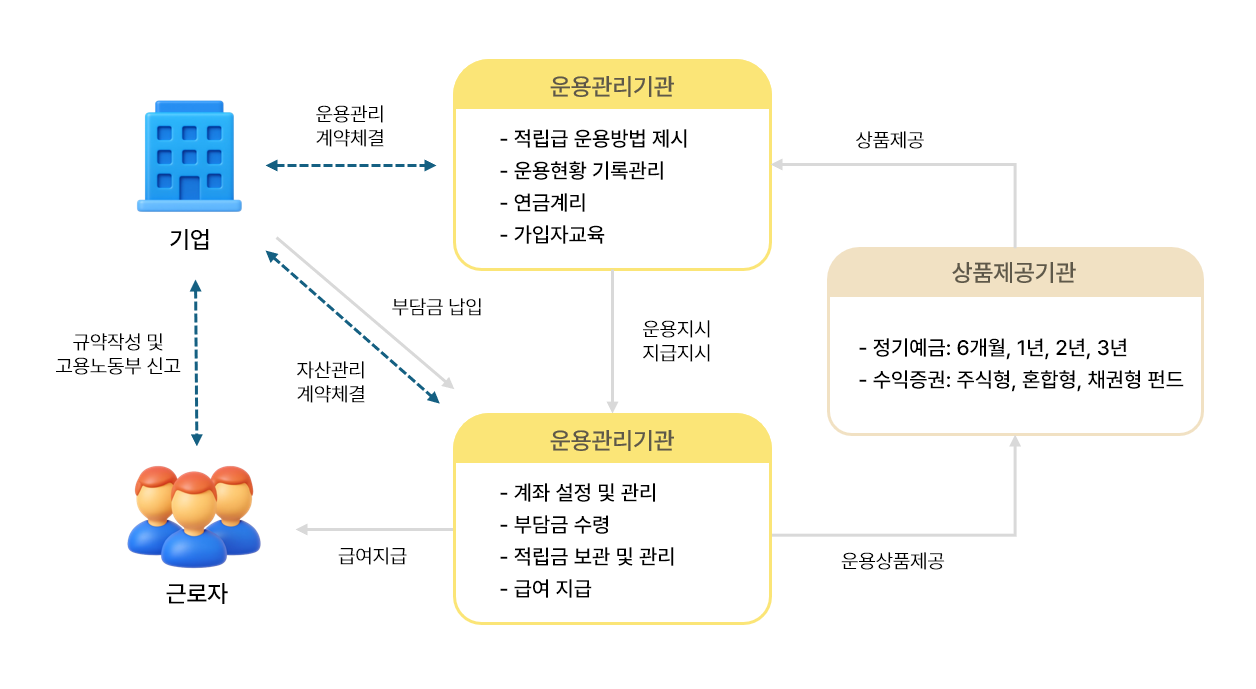 운용관리기관
- 적립급 운용방법 제시
- 운용현황 기록관리
- 연금계리
- 가입자교육
운용관리
계약체결
기업
상품제공
상품제공기관
- 정기예금: 6개월, 1년, 2년, 3년
- 수익증권: 주식형, 혼합형, 채권형 펀드
부담금 납입
운용지시
지급지시
규약작성 및
고용노동부 신고
자산관리
계약체결
운용관리기관
- 계좌 설정 및 관리
- 부담금 수령
- 적립금 보관 및 관리
- 급여 지급
급여지급
운용상품제공
근로자